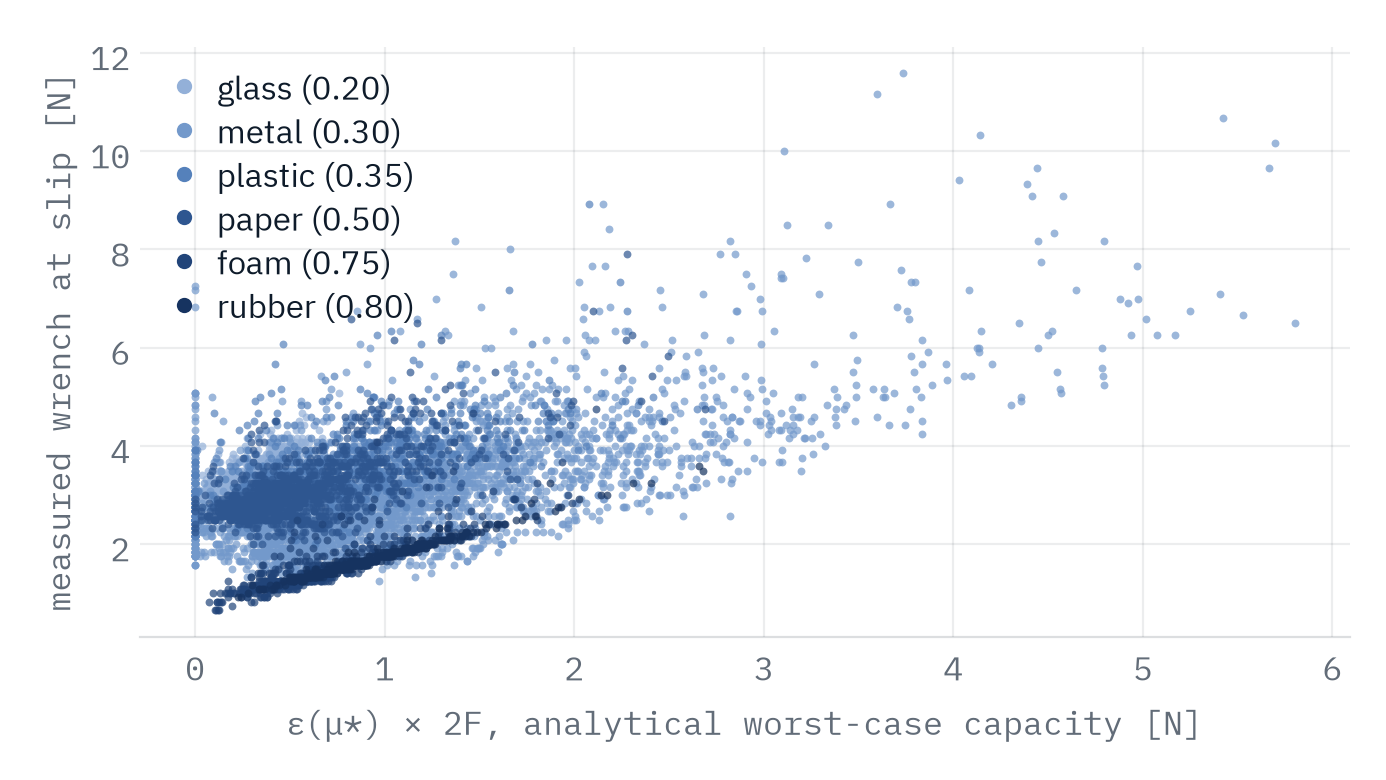 measured wrench at slip [N]
12
10
8
6
4
2
glass (0.20)
metal (0.30)
plastic (0.35)
paper (0.50)
foam (0.75)
rubber (0.80)
0 1 2 3 4 5 6
ε(μ★) × 2F, analytical worst-case capacity [N]